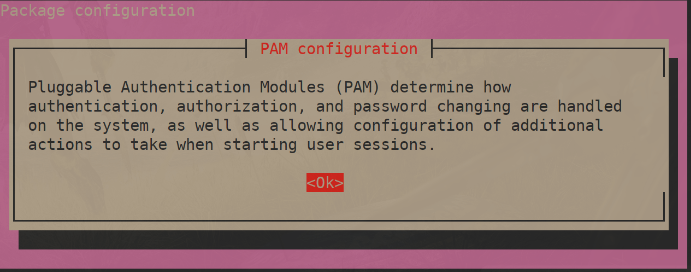 Package configuration
PAM configuration
Pluggable Authentication Modules (PAM) determine how
authentication, authorization, and password changing are handled
on the system, as well as allowing configuration of additional
actions to take when starting user sessions.
<Ok>